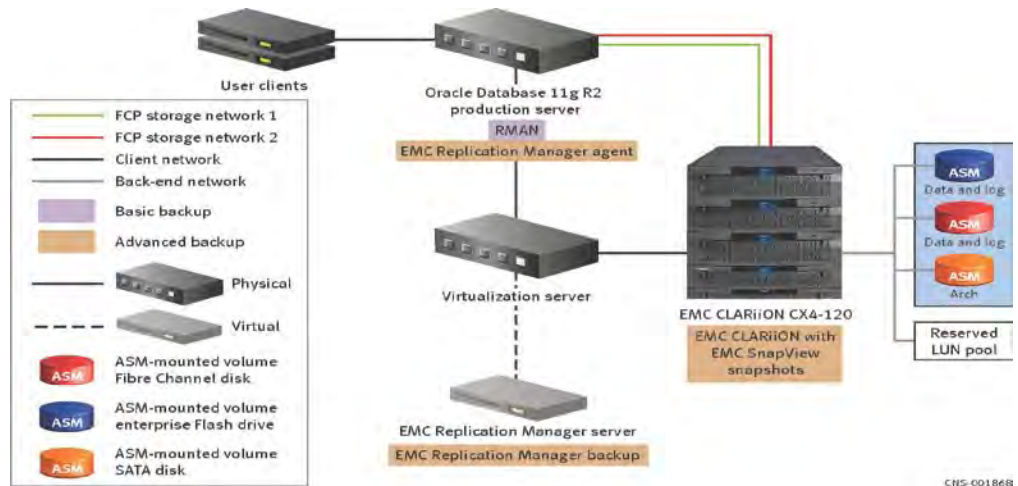 User clients
Oracle Database 11g R2
production server
RMAN
EMC Replication Manager agent
FCP storage network 1
FCP storage network 2
Client network
Back-end network
Basic backup
Advanced backup
Physical
Virtual
ASM
ASM-mounted volume
Fibre Channel disk
ASM
ASM-mounted volume
enterprise Flash drive
ASM
ASM-mounted volume
SATA disk
Virtualization server
EMC Replication Manager server
EMC Replication Manager backup
EMC CLARiiON CX4-120
EMC CLARiiON with
EMC SnapView
snapshots
ASM
Data and log
ASM
Data and log
ASM
Arch
Reserved
LUN pool
CNS-001868